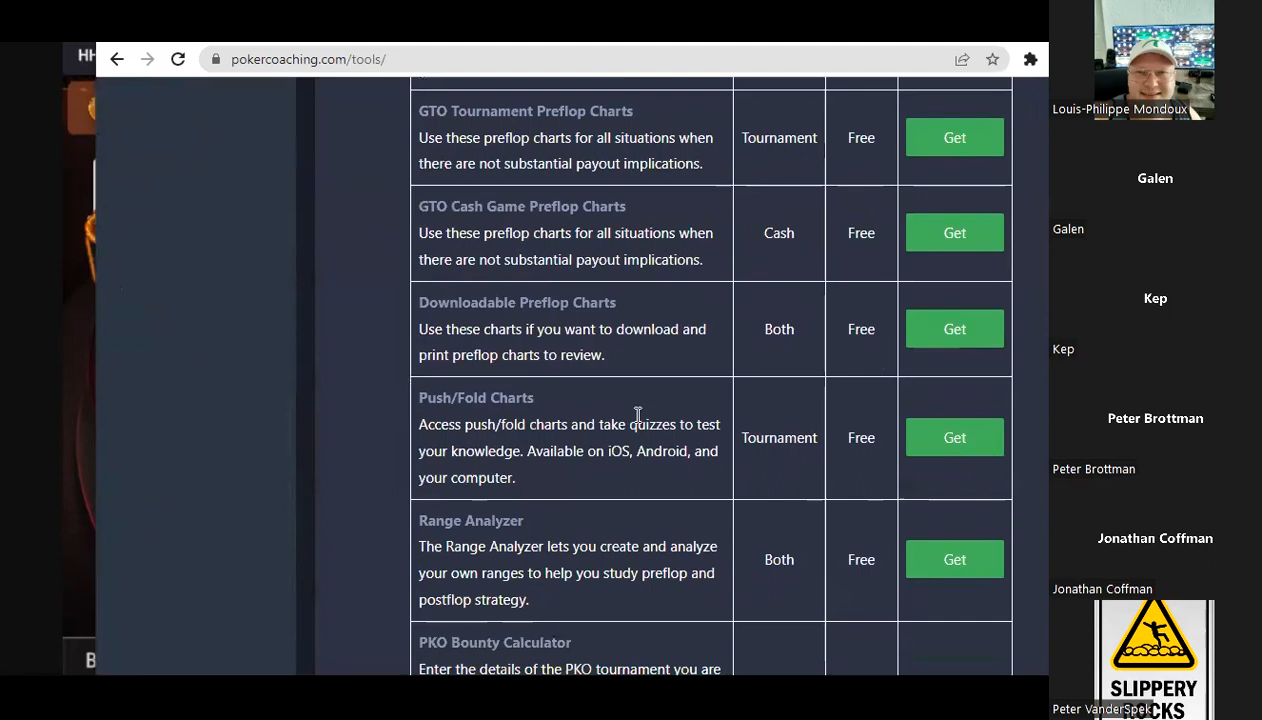 HH
pokercoaching.com/tools/
GTO Tournament Preflop Charts
Use these preflop charts for all situations when
there are not substantial payout implications.
Tournament
Free
Get
GTO Cash Game Preflop Charts
Use these preflop charts for all situations when
there are not substantial payout implications.
Cash
Free
Get
Downloadable Preflop Charts
Use these charts if you want to download and
print preflop charts to review.
Both
Free
Get
Push/Fold Charts
Access push/fold charts and take quizzes to test
your knowledge. Available on iOS, Android, and
your computer.
Tournament
Free
Get
Range Analyzer
The Range Analyzer lets you create and analyze
your own ranges to help you study preflop and
postflop strategy.
Both
Free
Get
PKO Bounty Calculator
Enter the details of the PKO tournament you are
B
Louis-Philippe Mondoux
Galen
Galen
Kep
Kep
Peter Brottman
Peter Brottman
Jonathan Coffman
Jonathan Coffman
SLIPPERY
ROCKS
Peter VanderSpek